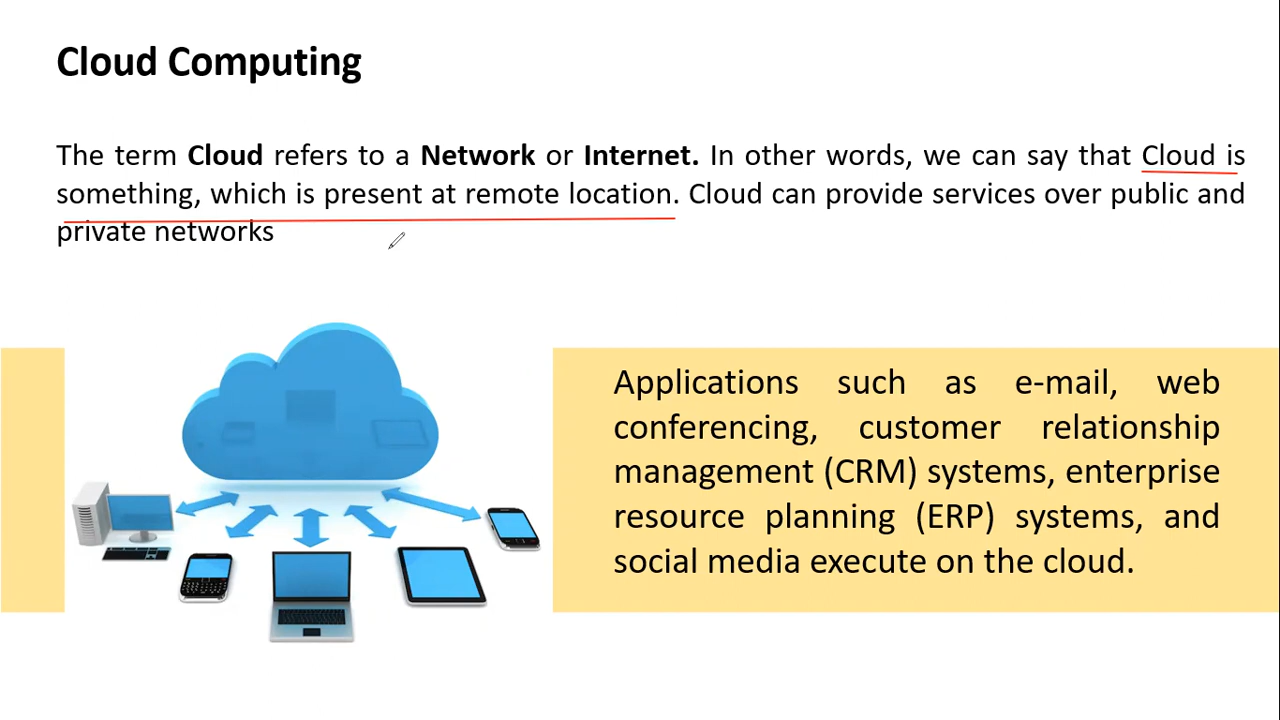 Cloud Computing
The term Cloud refers to a Network or Internet. In other words, we can say that Cloud is
something, which is present at remote location. Cloud can provide services over public and
private networks
Applications such as e-mail, web
conferencing, customer relationship
management (CRM) systems, enterprise
resource planning (ERP) systems, and
social media execute on the cloud.